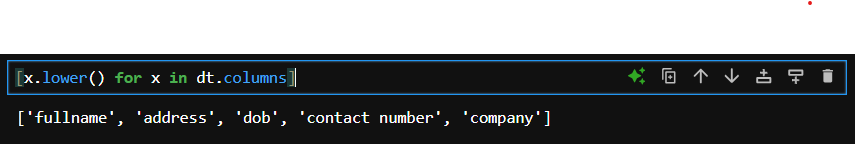 [x.lower() for x in dt.columns]
['fullname', 'address', 'dob', 'contact number', 'company']